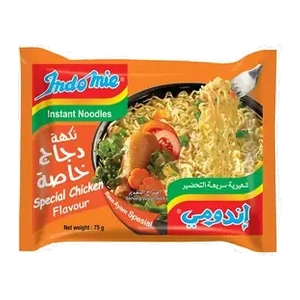 Indomie
Instant Noodles
نكهة
دجاج
خاصة
Special Chicken
Flavour
Net weight : 75 g
Rasa Ayam Spesial
شعيرية سريعة التحضير
إندومي